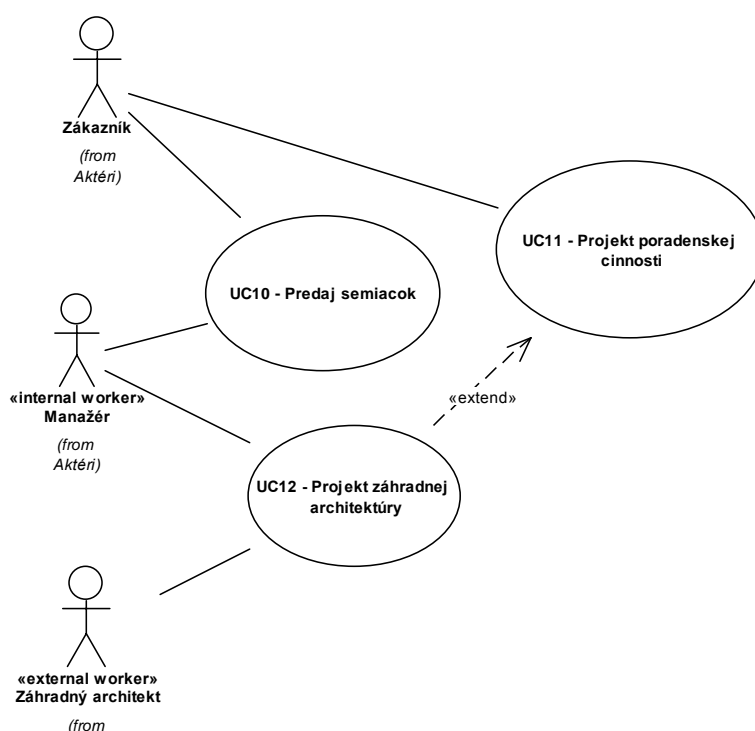 Zákazník
(from
Aktéri)
UC11 - Projekt poradenskej
cinnosti
UC10 - Predaj semiacok
«internal worker»
Manažér
(from
Aktéri)
«extend»
UC12 - Projekt záhradnej
architektúry
«external worker»
Záhradný architekt
(from